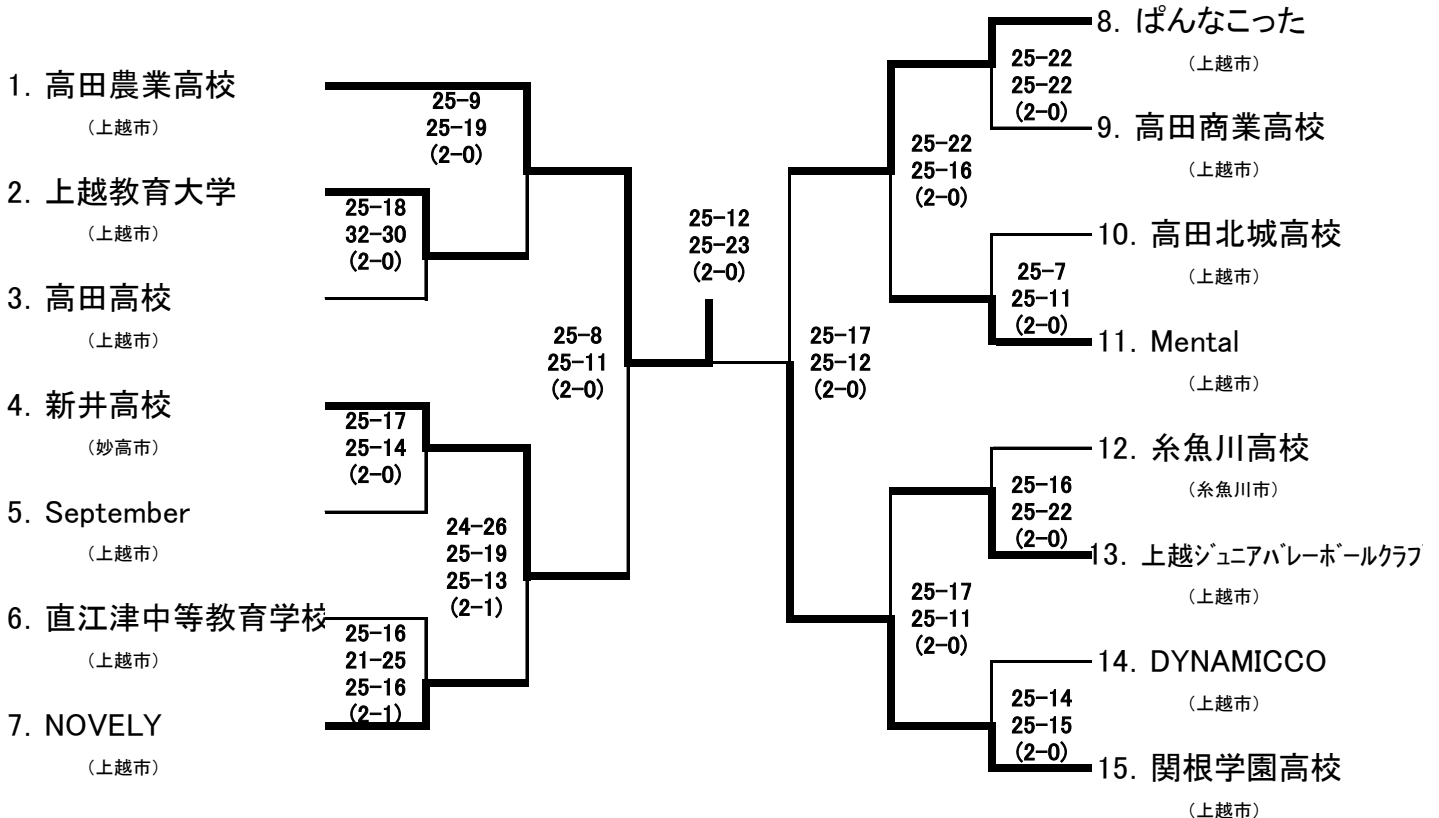 1. 高田農業高校
（上越市）
2. 上越教育大学
（上越市）
3. 高田高校
（上越市）
4. 新井高校
（妙高市）
5. September
（上越市）
6. 直江津中等教育学校
（上越市）
7. NOVELY
（上越市）
25-9
25-19
(2-0)
25-18
32-30
(2-0)
25-17
25-14
(2-0)
24-26
25-19
25-13
(2-1)
25-16
21-25
25-16
(2-1)
25-8
25-11
(2-0)
25-12
25-23
(2-0)
25-17
25-12
(2-0)
25-22
25-16
(2-0)
25-17
25-11
(2-0)
25-22
25-22
(2-0)
25-7
25-11
(2-0)
25-16
25-22
(2-0)
25-14
25-15
(2-0)
8. ぱんなこった
（上越市）
9. 高田商業高校
（上越市）
10. 高田北城高校
（上越市）
11. Mental
（上越市）
12. 糸魚川高校
（糸魚川市）
13. 上越ｼﾞｭﾆｱﾊﾞﾚｰﾎﾞｰﾙｸﾗﾌﾞ
（上越市）
14. DYNAMICCO
（上越市）
15. 関根学園高校
（上越市）